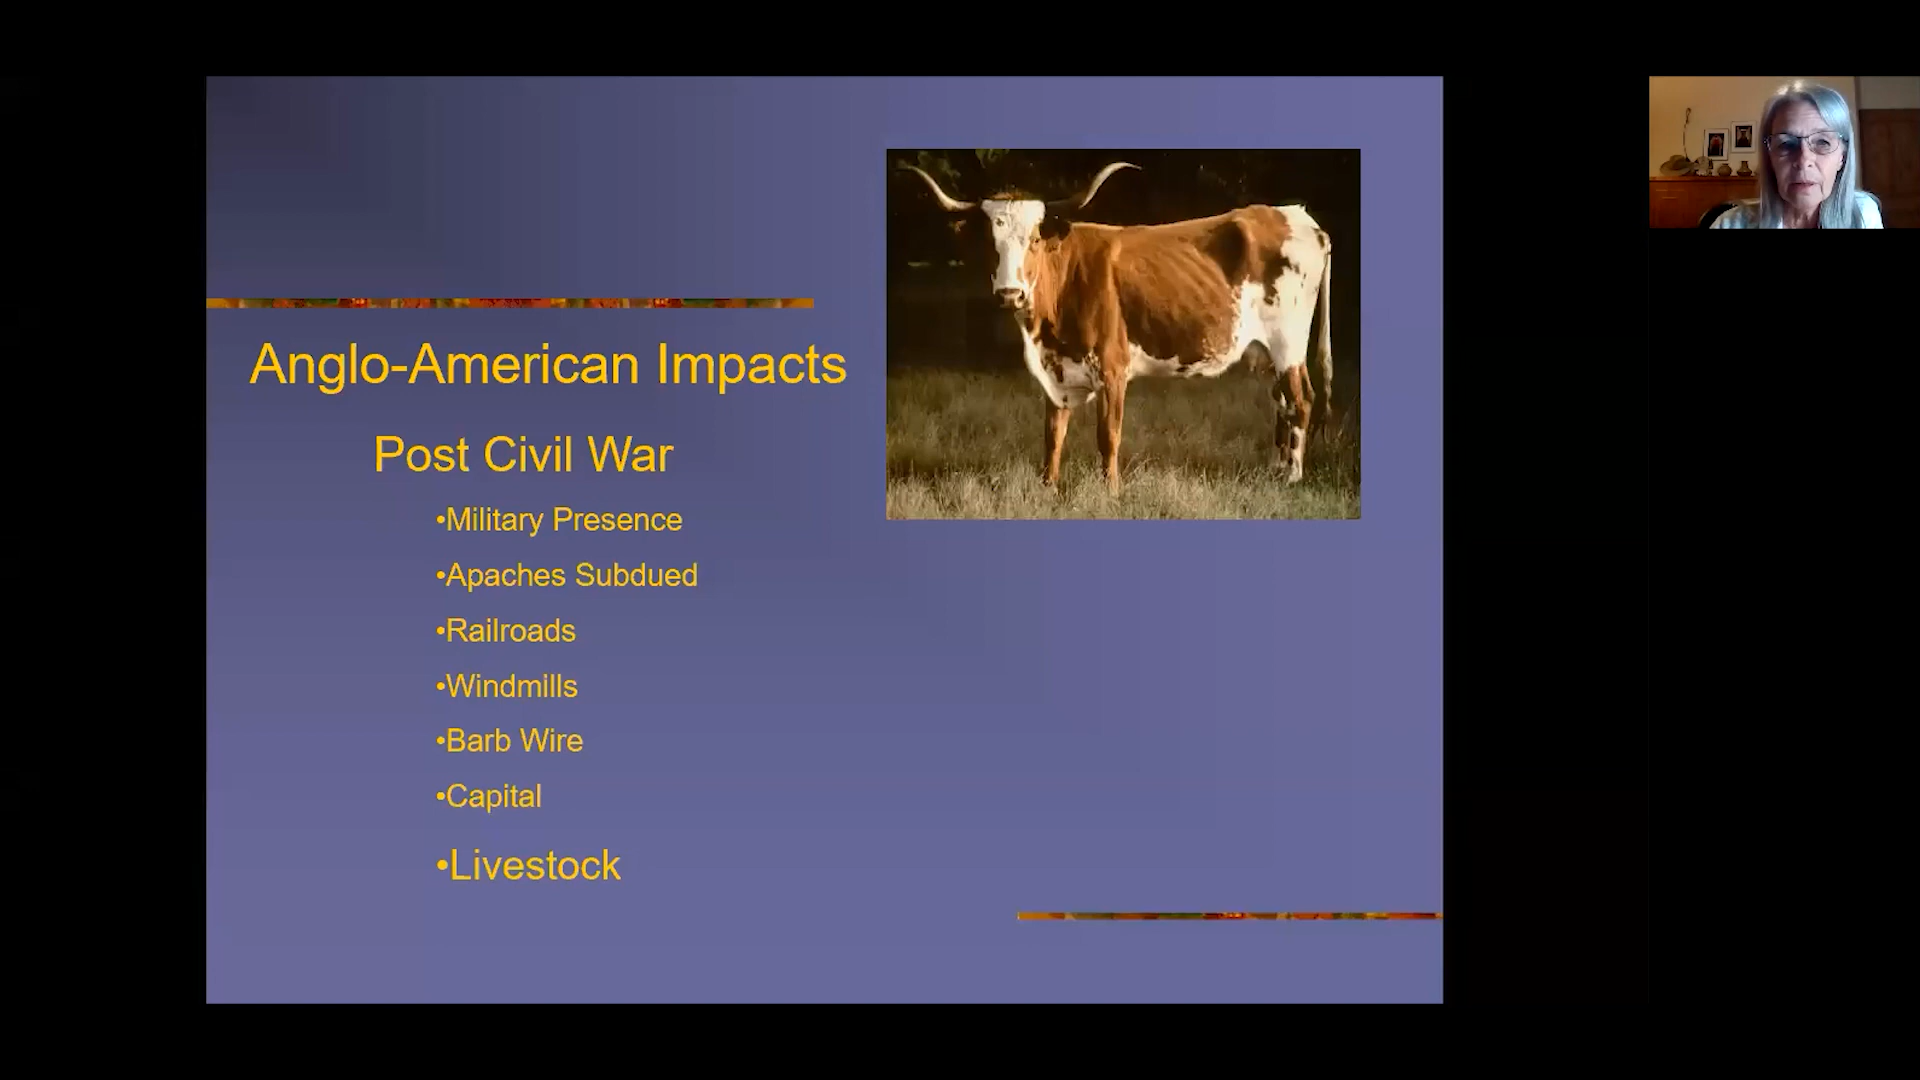 Anglo-American Impacts
Post Civil War
•Military Presence
•Apaches Subdued
•Railroads
•Windmills
•Barb Wire
•Capital
•Livestock